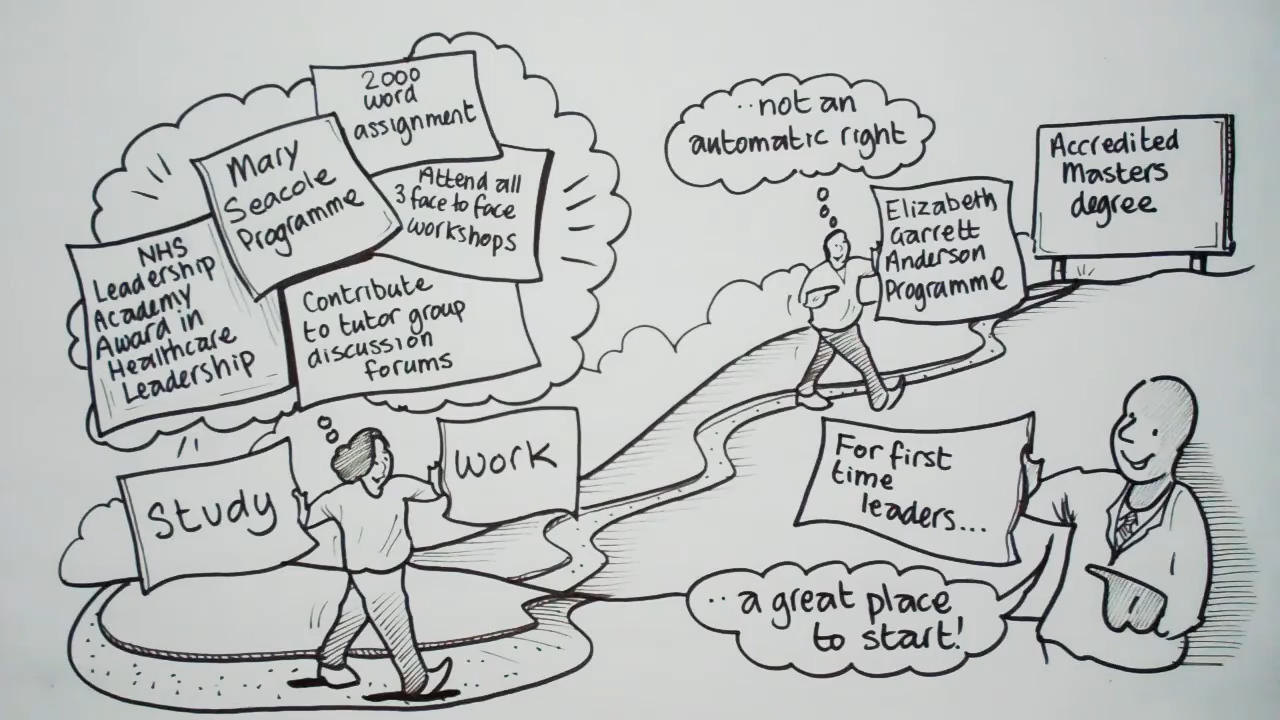 2000
word
assignment
Mary
Seacole
Programme
Attend all
3 face to face
workshops
NHS
Leadership
Academy
Award in
Healthcare
Leadership
Contribute
to tutor group
discussion
forums
Study
work
..not an
automatic right
Elizabeth
Garrett
Anderson
Programme
Accredited
Masters
degree
For first
time
leaders...
..a great place
to start!